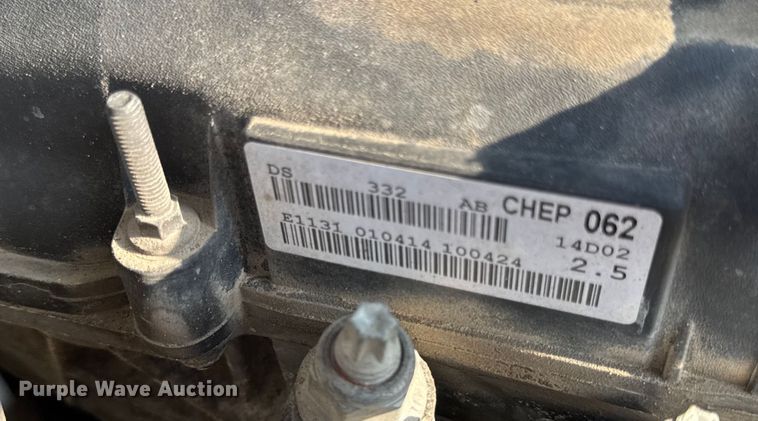 DS 332 AB CHEP 062
14D02
E1131 010414 100424 2.5
Purple Wave Auction